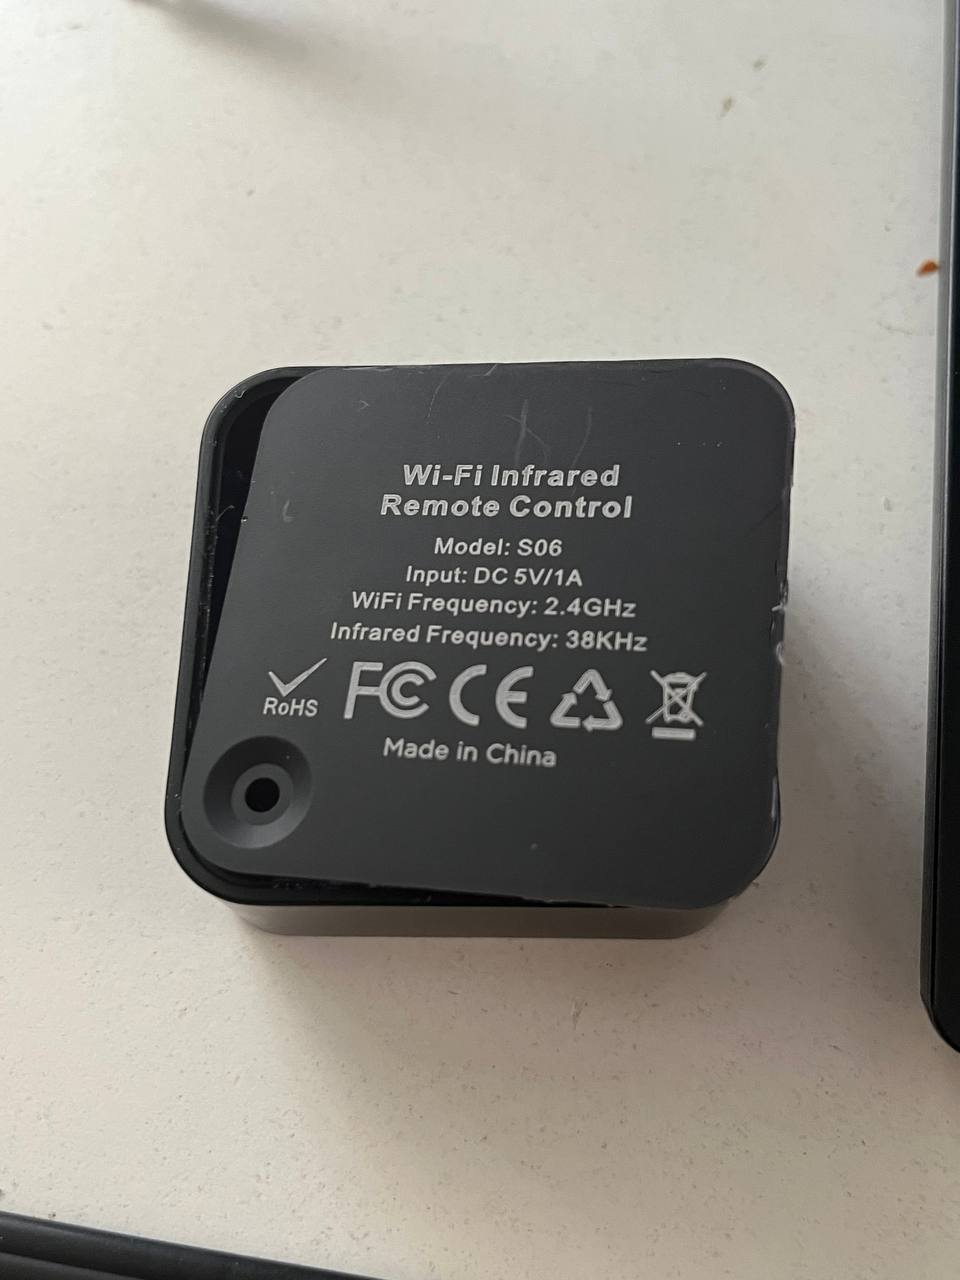 Wi-Fi Infrared
Remote Control
Model: S06
Input: DC 5V/1A
WiFi Frequency: 2.4GHz
Infrared Frequency: 38KHz
RoHS FC CE
Made in China